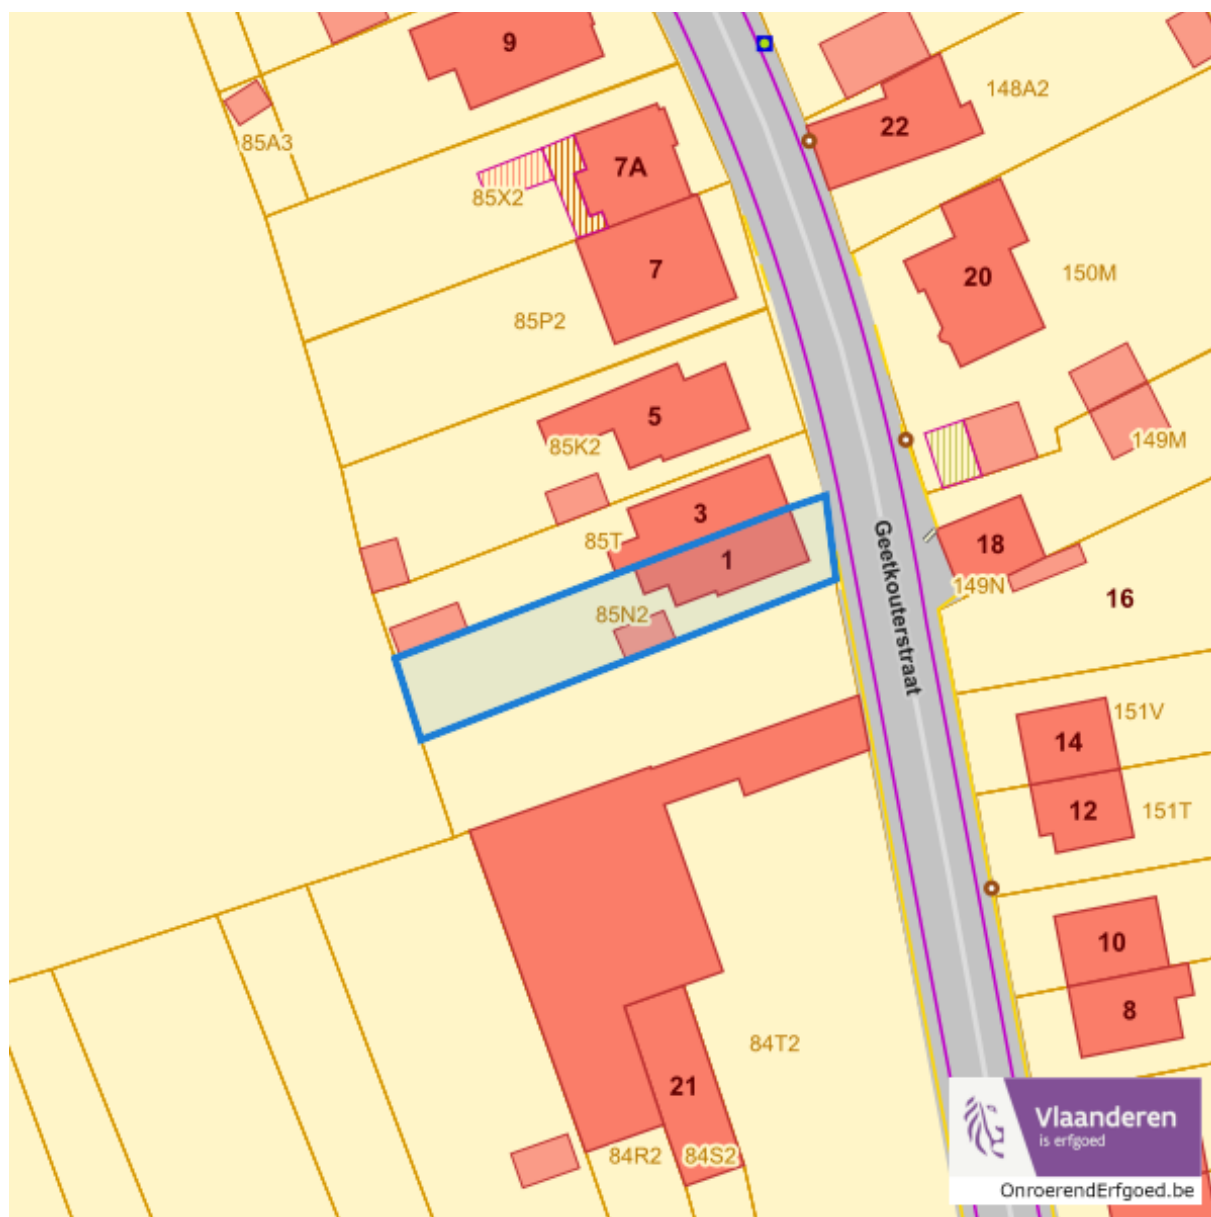 9
22
148A2
85A3
7A
85X2
7
20
150M
85P2
5
85K2
149M
3
85T
1
18
149N
85N2
16
Geetkouterstraat
151V
14
12
151T
10
8
84T2
21
84R2
84S2
Vlaanderen
is erfgoed
OnroerendErfgoed.be